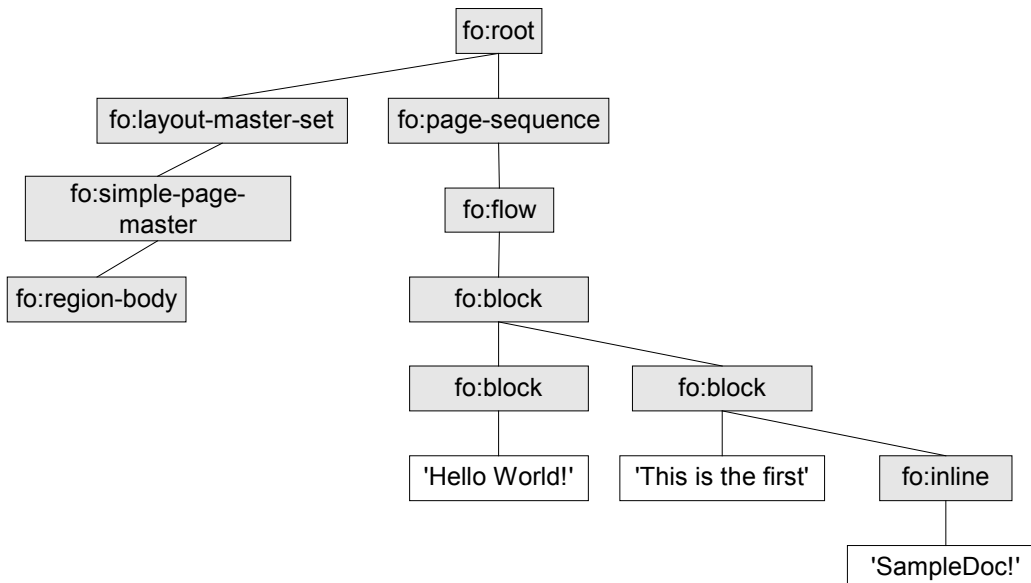 fo:root
fo:layout-master-set
fo:page-sequence
fo:simple-page-
master
fo:flow
fo:region-body
fo:block
fo:block
fo:block
'Hello World!'
'This is the first'
fo:inline
'SampleDoc!'